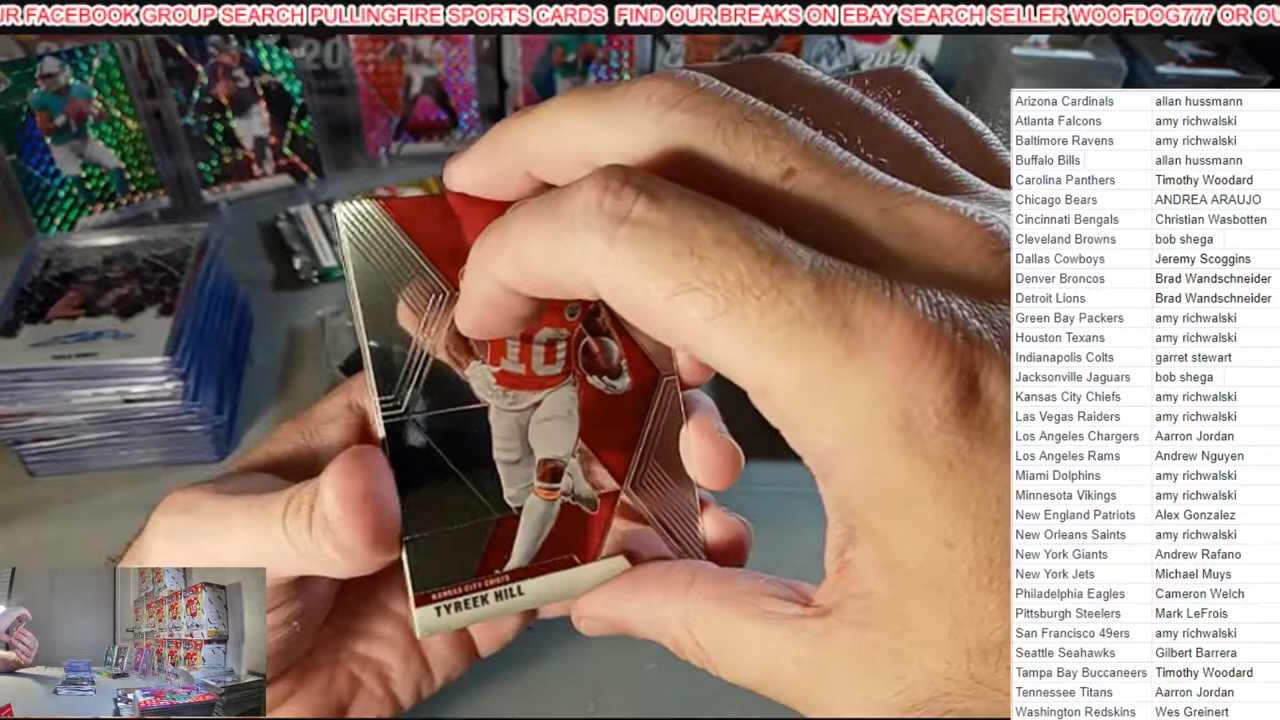 UR FACEBOOK GROUP SEARCH PULLINGFIRE SPORTS CARDS FIND OUR BREAKS ON EBAY SEARCH SELLER WOOFDOG777 OR OU
2020
Arizona Cardinals allan hussmann
Atlanta Falcons amy richwalski
Baltimore Ravens amy richwalski
Buffalo Bills allan hussmann
Carolina Panthers Timothy Woodard
Chicago Bears ANDREA ARAUJO
Cincinnati Bengals Christian Wasbotten
Cleveland Browns bob shega
Dallas Cowboys Jeremy Scoggins
Denver Broncos Brad Wandschneider
Detroit Lions Brad Wandschneider
Green Bay Packers amy richwalski
Houston Texans amy richwalski
Indianapolis Colts garret stewart
Jacksonville Jaguars bob shega
Kansas City Chiefs amy richwalski
Las Vegas Raiders amy richwalski
Los Angeles Chargers Aarron Jordan
Los Angeles Rams Andrew Nguyen
Miami Dolphins amy richwalski
Minnesota Vikings amy richwalski
New England Patriots Alex Gonzalez
New Orleans Saints amy richwalski
New York Giants Andrew Rafano
New York Jets Michael Muys
Philadelphia Eagles Cameron Welch
Pittsburgh Steelers Mark LeFrois
San Francisco 49ers amy richwalski
Seattle Seahawks Gilbert Barrera
Tampa Bay Buccaneers Timothy Woodard
Tennessee Titans Aarron Jordan
Washington Redskins Wes Greinert
10
KANSAS CITY CHIEFS
TYREEK HILL